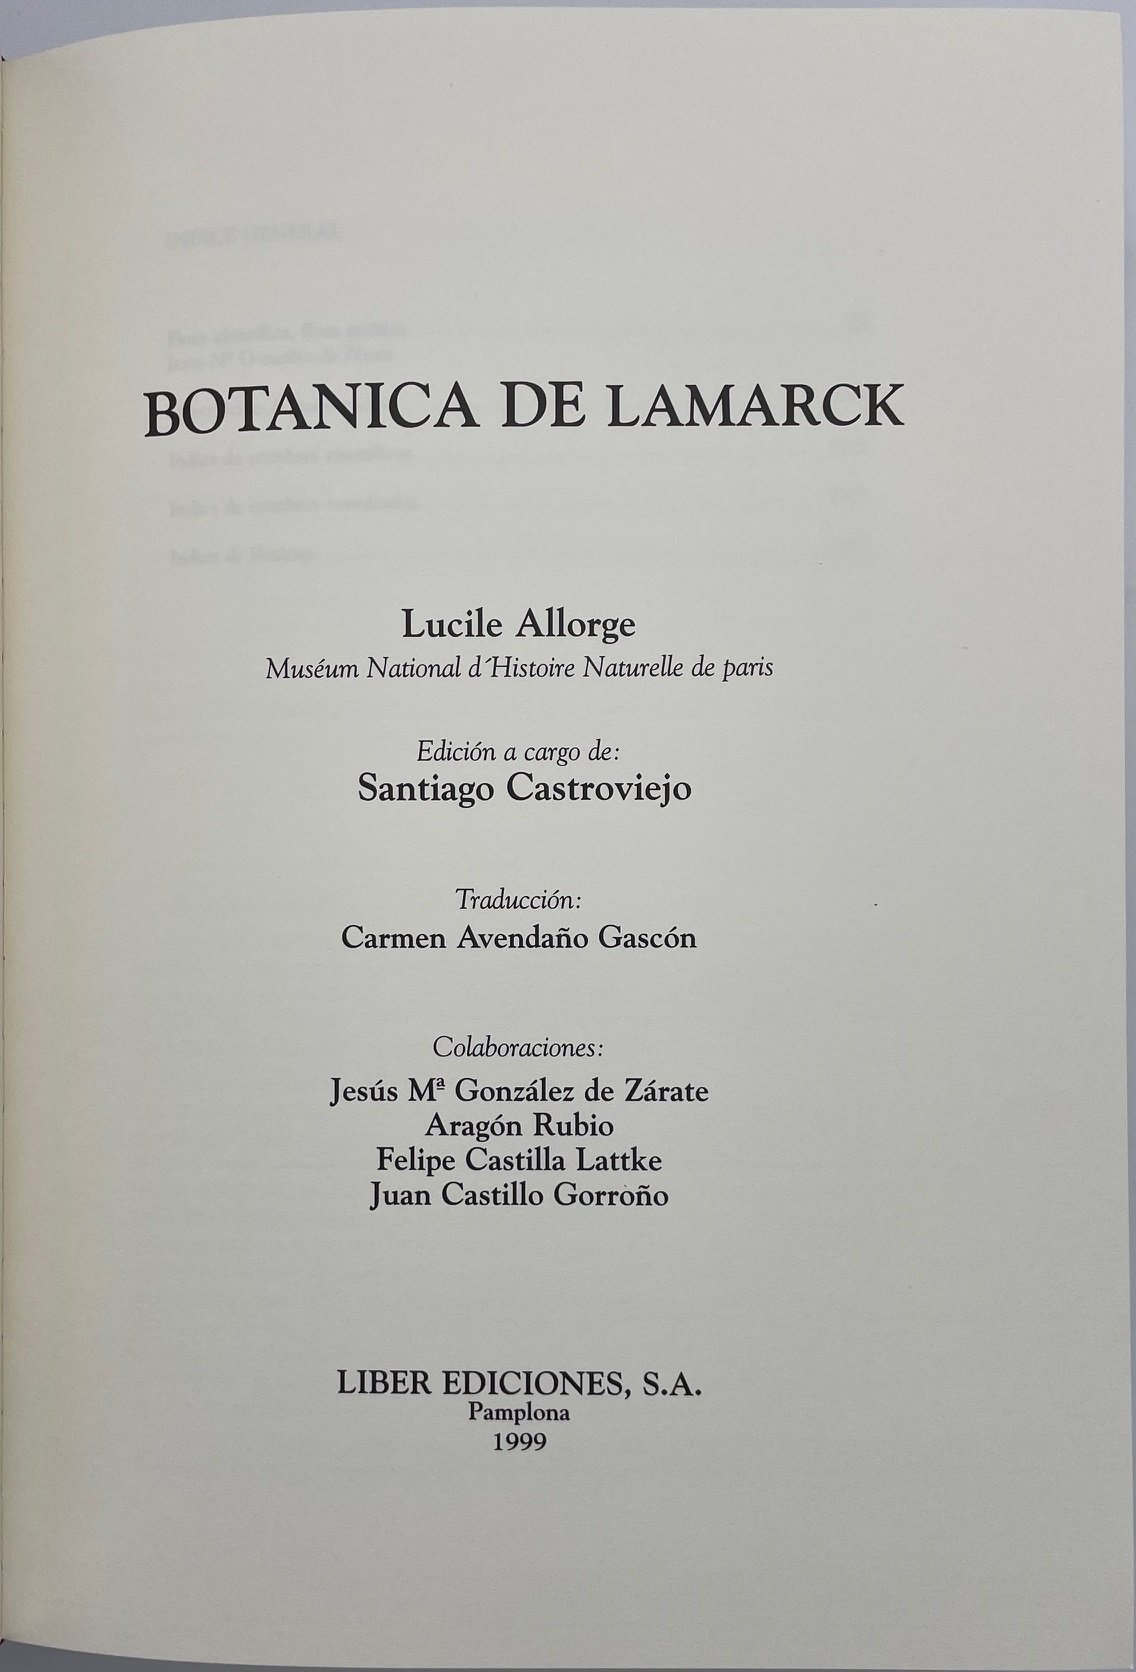 BOTANICA DE LAMARCK
Lucile Allorge
Muséum National d´Histoire Naturelle de paris
Edición a cargo de:
Santiago Castroviejo
Traducción:
Carmen Avendaño Gascón
Colaboraciones:
Jesús Mª González de Zárate
Aragón Rubio
Felipe Castilla Lattke
Juan Castillo Gorroño
LIBER EDICIONES, S.A.
Pamplona
1999